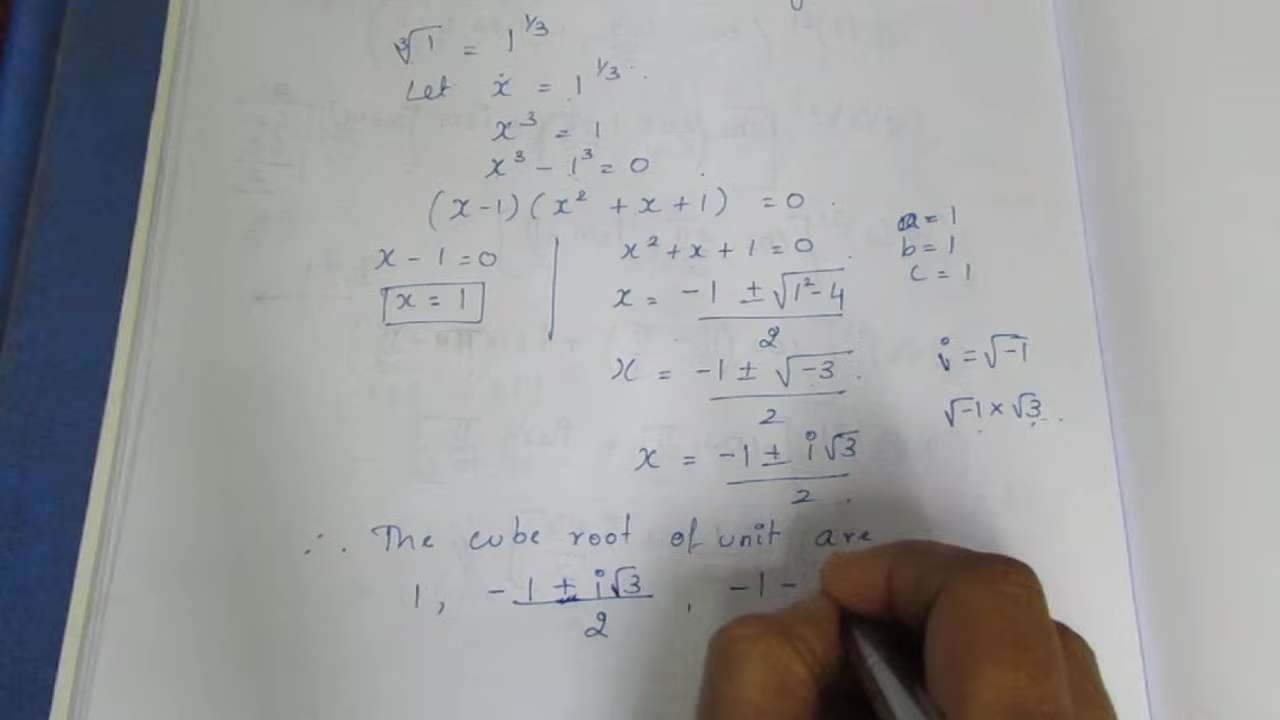 ∛1 = 1^1/3
Let x = 1^1/3.
x³ = 1
x³ - 1³ = 0
(x-1)(x² + x + 1) = 0.
x - 1 = 0
x = 1
x² + x + 1 = 0
x = (-1 ± √(1²-4))/2
x = (-1 ± √-3)/2
x = (-1 ± i√3)/2.
a = 1
b = 1
c = 1
i = √-1
√-1 × √3
∴ The cube root of unit are
1, (-1 + i√3)/2, -1 -